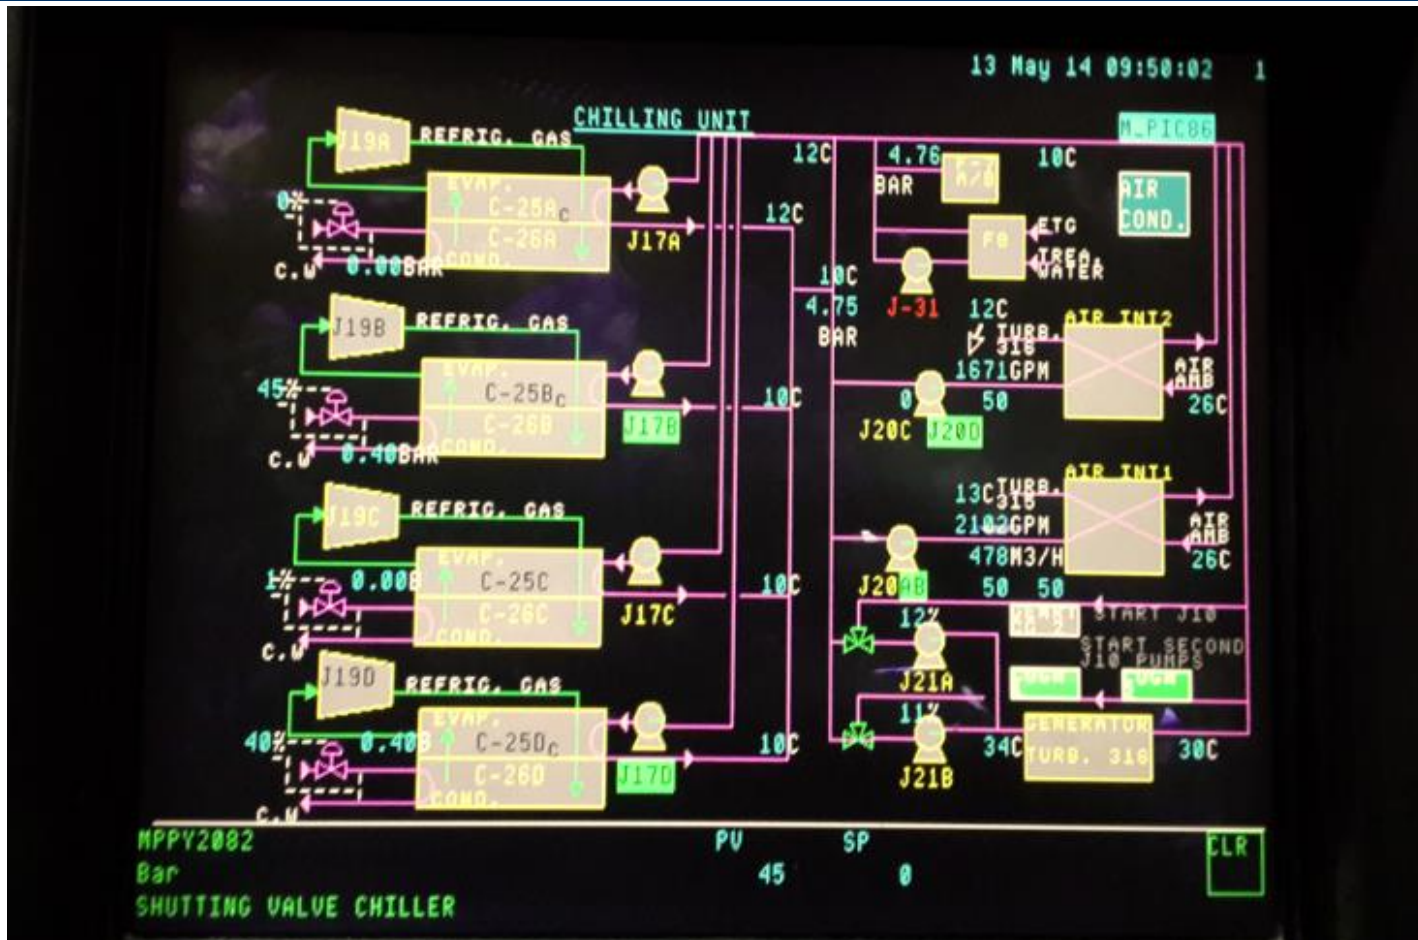 13 May 14 09:50:02 1
CHILLING UNIT
M_PIC86
J19A
REFRIG. GAS
EVAP.
C-25A C
C-26A
COND.
0%
C.W
0.00BAR
J17A
12C
12C
4.76
BAR
A/B
10C
AIR
COND.
F8
ETG
TREA.
WATER
J-31
10C
4.75
BAR
J19B
REFRIG. GAS
EVAP.
C-25B C
C-26B
COND.
45%
C.W
0.40BAR
J17B
10C
12C
TURB.
316
1671GPM
AIR INT2
AIR
AMB
26C
0
50
J20C
J20D
J19C
REFRIG. GAS
EVAP.
C-25C
C-26C
COND.
1%
0.00B
C.W
J17C
10C
AIR INT1
13C
TURB.
315
2102GPM
478M3/H
AIR
AMB
26C
J20AB
50 50
START J10
START SECOND
J10 PUMPS
12%
J21A
11%
J21B
J19D
REFRIG. GAS
EVAP.
C-25D C
C-26D
COND.
40%
0.40B
C.W
J17D
10C
34C
GENERATOR
TURB. 316
30C
MPPY2082 PV SP
Bar 45 0
SHUTTING VALVE CHILLER
CLR